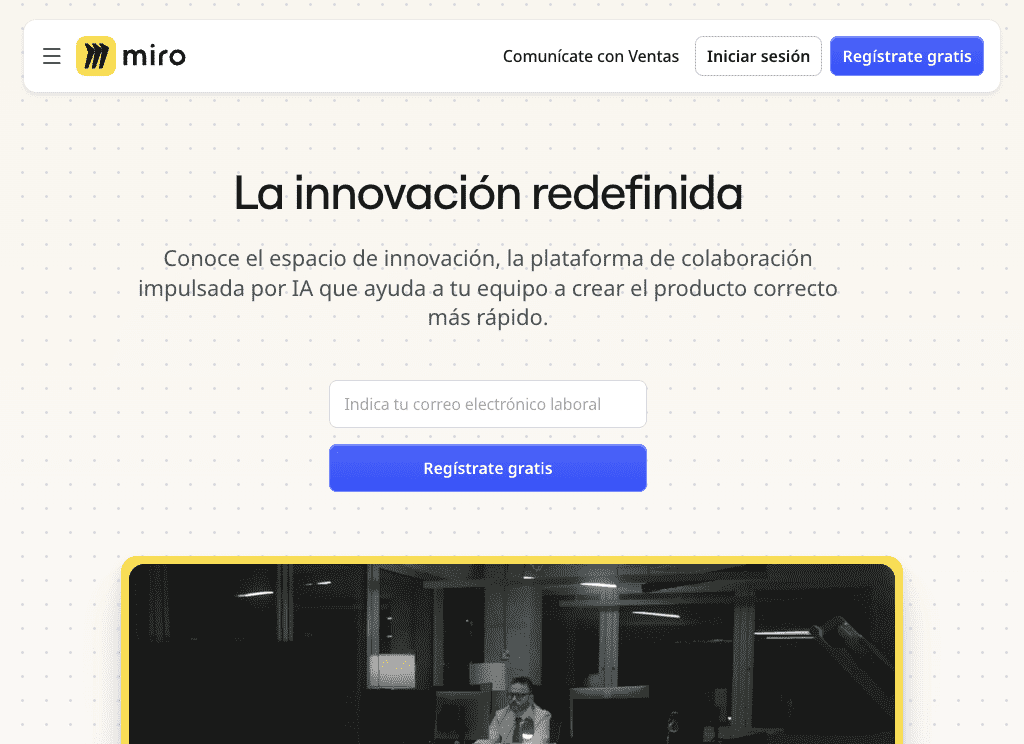 miro
Comunícate con Ventas
Iniciar sesión
Regístrate gratis
La innovación redefinida
Conoce el espacio de innovación, la plataforma de colaboración
impulsada por IA que ayuda a tu equipo a crear el producto correcto
más rápido.
Indica tu correo electrónico laboral
Regístrate gratis